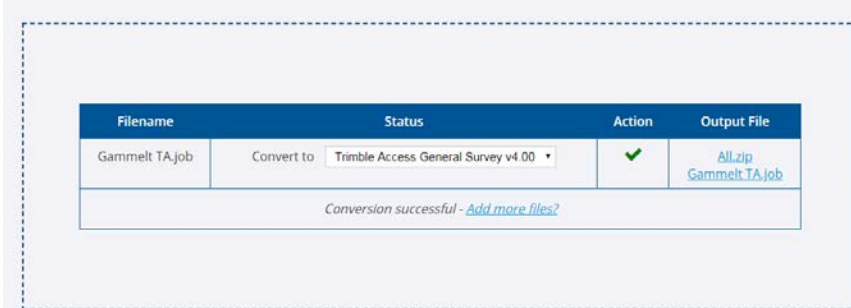 Filename Status Action Output File
Gammelt TA.job Convert to Trimble Access General Survey v4.00 All.zip
Gammelt TA.job
Conversion successful - Add more files?